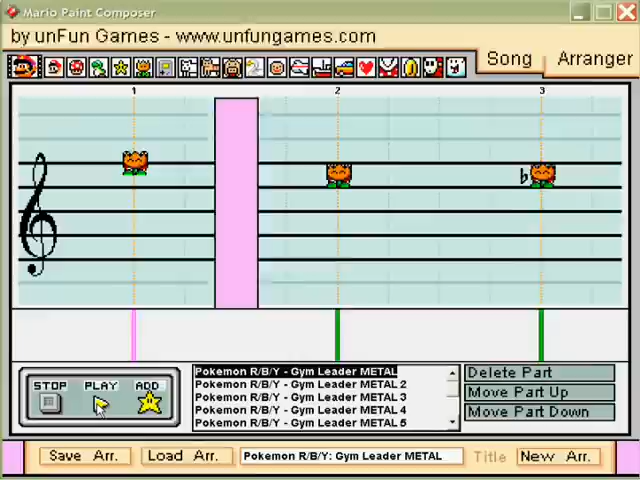 Mario Paint Composer
by unFun Games - www.unfungames.com
Song
Arranger
1 2 3
STOP PLAY ADD
Pokemon R/B/Y - Gym Leader METAL
Pokemon R/B/Y - Gym Leader METAL 2
Pokemon R/B/Y - Gym Leader METAL 3
Pokemon R/B/Y - Gym Leader METAL 4
Pokemon R/B/Y - Gym Leader METAL 5
Delete Part
Move Part Up
Move Part Down
Save Arr. Load Arr. Pokemon R/B/Y: Gym Leader METAL Title New Arr.